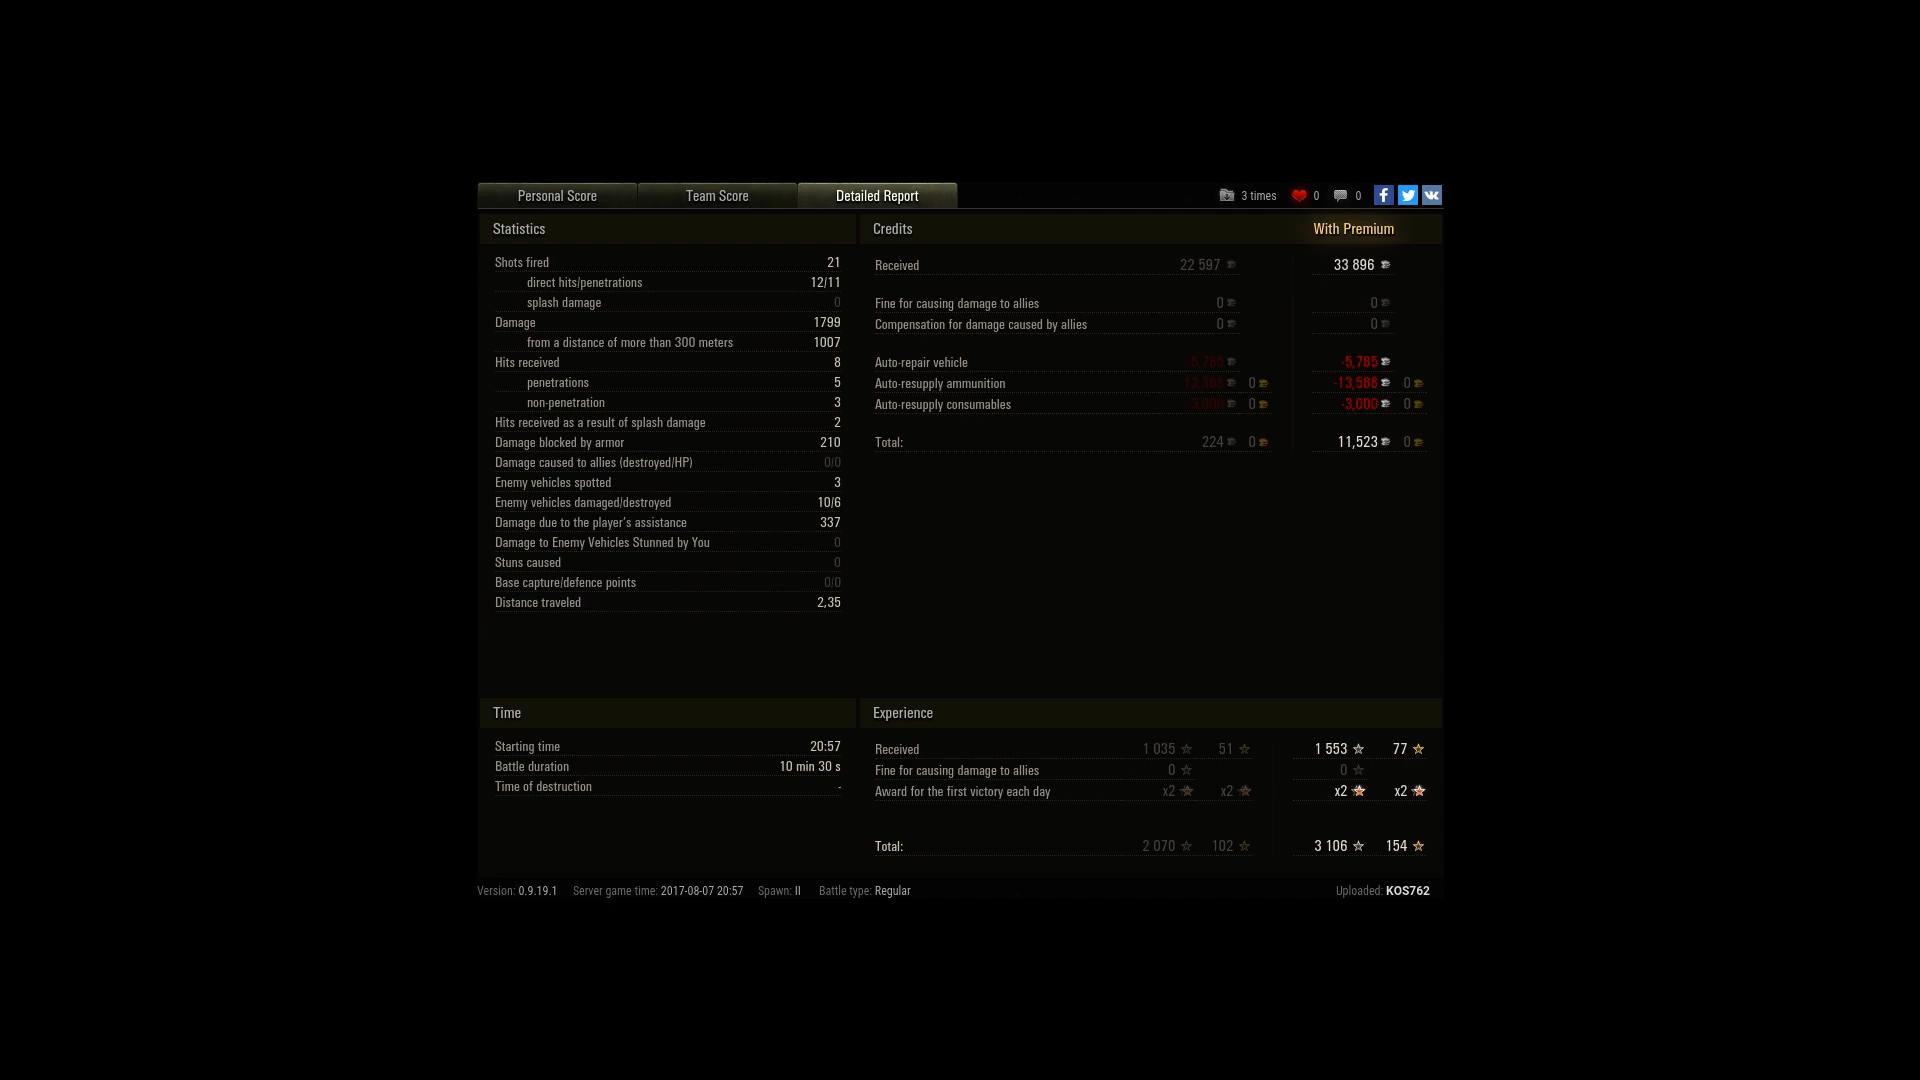 Personal Score Team Score Detailed Report 3 times 0 0
Statistics
Shots fired 21
direct hits/penetrations 12/11
splash damage 0
Damage 1799
from a distance of more than 300 meters 1007
Hits received 8
penetrations 5
non-penetration 3
Hits received as a result of splash damage 2
Damage blocked by armor 210
Damage caused to allies (destroyed/HP) 0/0
Enemy vehicles spotted 3
Enemy vehicles damaged/destroyed 10/6
Damage due to the player's assistance 337
Damage to Enemy Vehicles Stunned by You 0
Stuns caused 0
Base capture/defence points 0/0
Distance traveled 2,35
Credits With Premium
Received 22 597 33 896
Fine for causing damage to allies 0 0
Compensation for damage caused by allies 0 0
Auto-repair vehicle -5,785 -5,785
Auto-resupply ammunition -13,588 0 -13,588 0
Auto-resupply consumables -3,000 0 -3,000 0
Total: 224 0 11,523 0
Time
Starting time 20:57
Battle duration 10 min 30 s
Time of destruction -
Experience
Received 1 035 51 1 553 77
Fine for causing damage to allies 0 0
Award for the first victory each day x2 x2 x2 x2
Total: 2 070 102 3 106 154
Version: 0.9.19.1 Server game time: 2017-08-07 20:57 Spawn: II Battle type: Regular Uploaded: KOS762